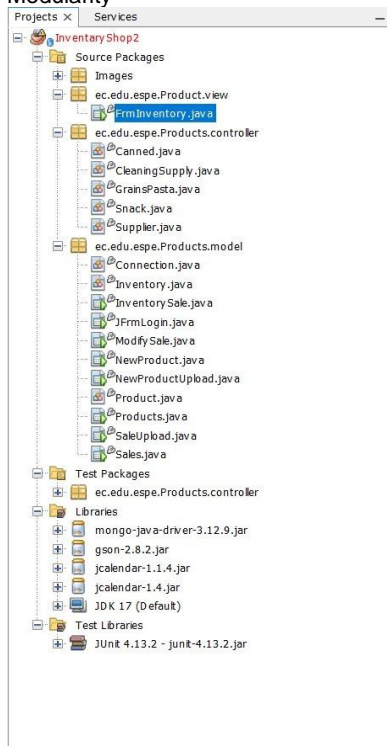 Modularity
Projects × Services
InventaryShop2
Source Packages
Images
ec.edu.espe.Product.view
FrmInventory.java
ec.edu.espe.Products.controller
Canned.java
CleaningSupply.java
GrainsPasta.java
Snack.java
Supplier.java
ec.edu.espe.Products.model
Connection.java
Inventory.java
InventorySale.java
JFrmLogin.java
ModifySale.java
NewProduct.java
NewProductUpload.java
Product.java
Products.java
SaleUpload.java
Sales.java
Test Packages
ec.edu.espe.Products.controller
Libraries
mongo-java-driver-3.12.9.jar
gson-2.8.2.jar
jcalendar-1.1.4.jar
jcalendar-1.4.jar
JDK 17 (Default)
Test Libraries
JUnit 4.13.2 - junit-4.13.2.jar